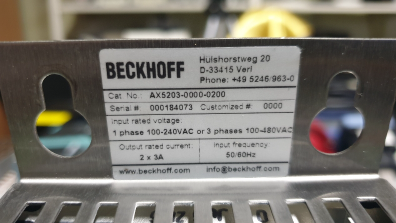 BECKHOFF
Hülshorstweg 20
D-33415 Verl
Phone: +49 5246/963-0
Cat No.: AX5203-0000-0200
Serial#: 000184073 Customized#: 0000
input rated voltage:
1 phase 100-240VAC or 3 phases 100-480VAC
Output rated current: input frequency:
2 x 3A 50/60Hz
www.beckhoff.com info@beckhoff.com